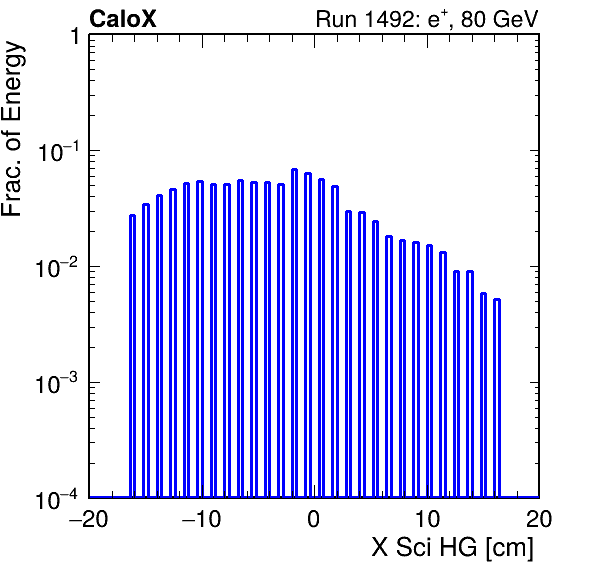 CaloX
Run 1492: e⁺, 80 GeV
Frac. of Energy
1
10⁻¹
10⁻²
10⁻³
10⁻⁴
−20 −10 0 10 20
X Sci HG [cm]